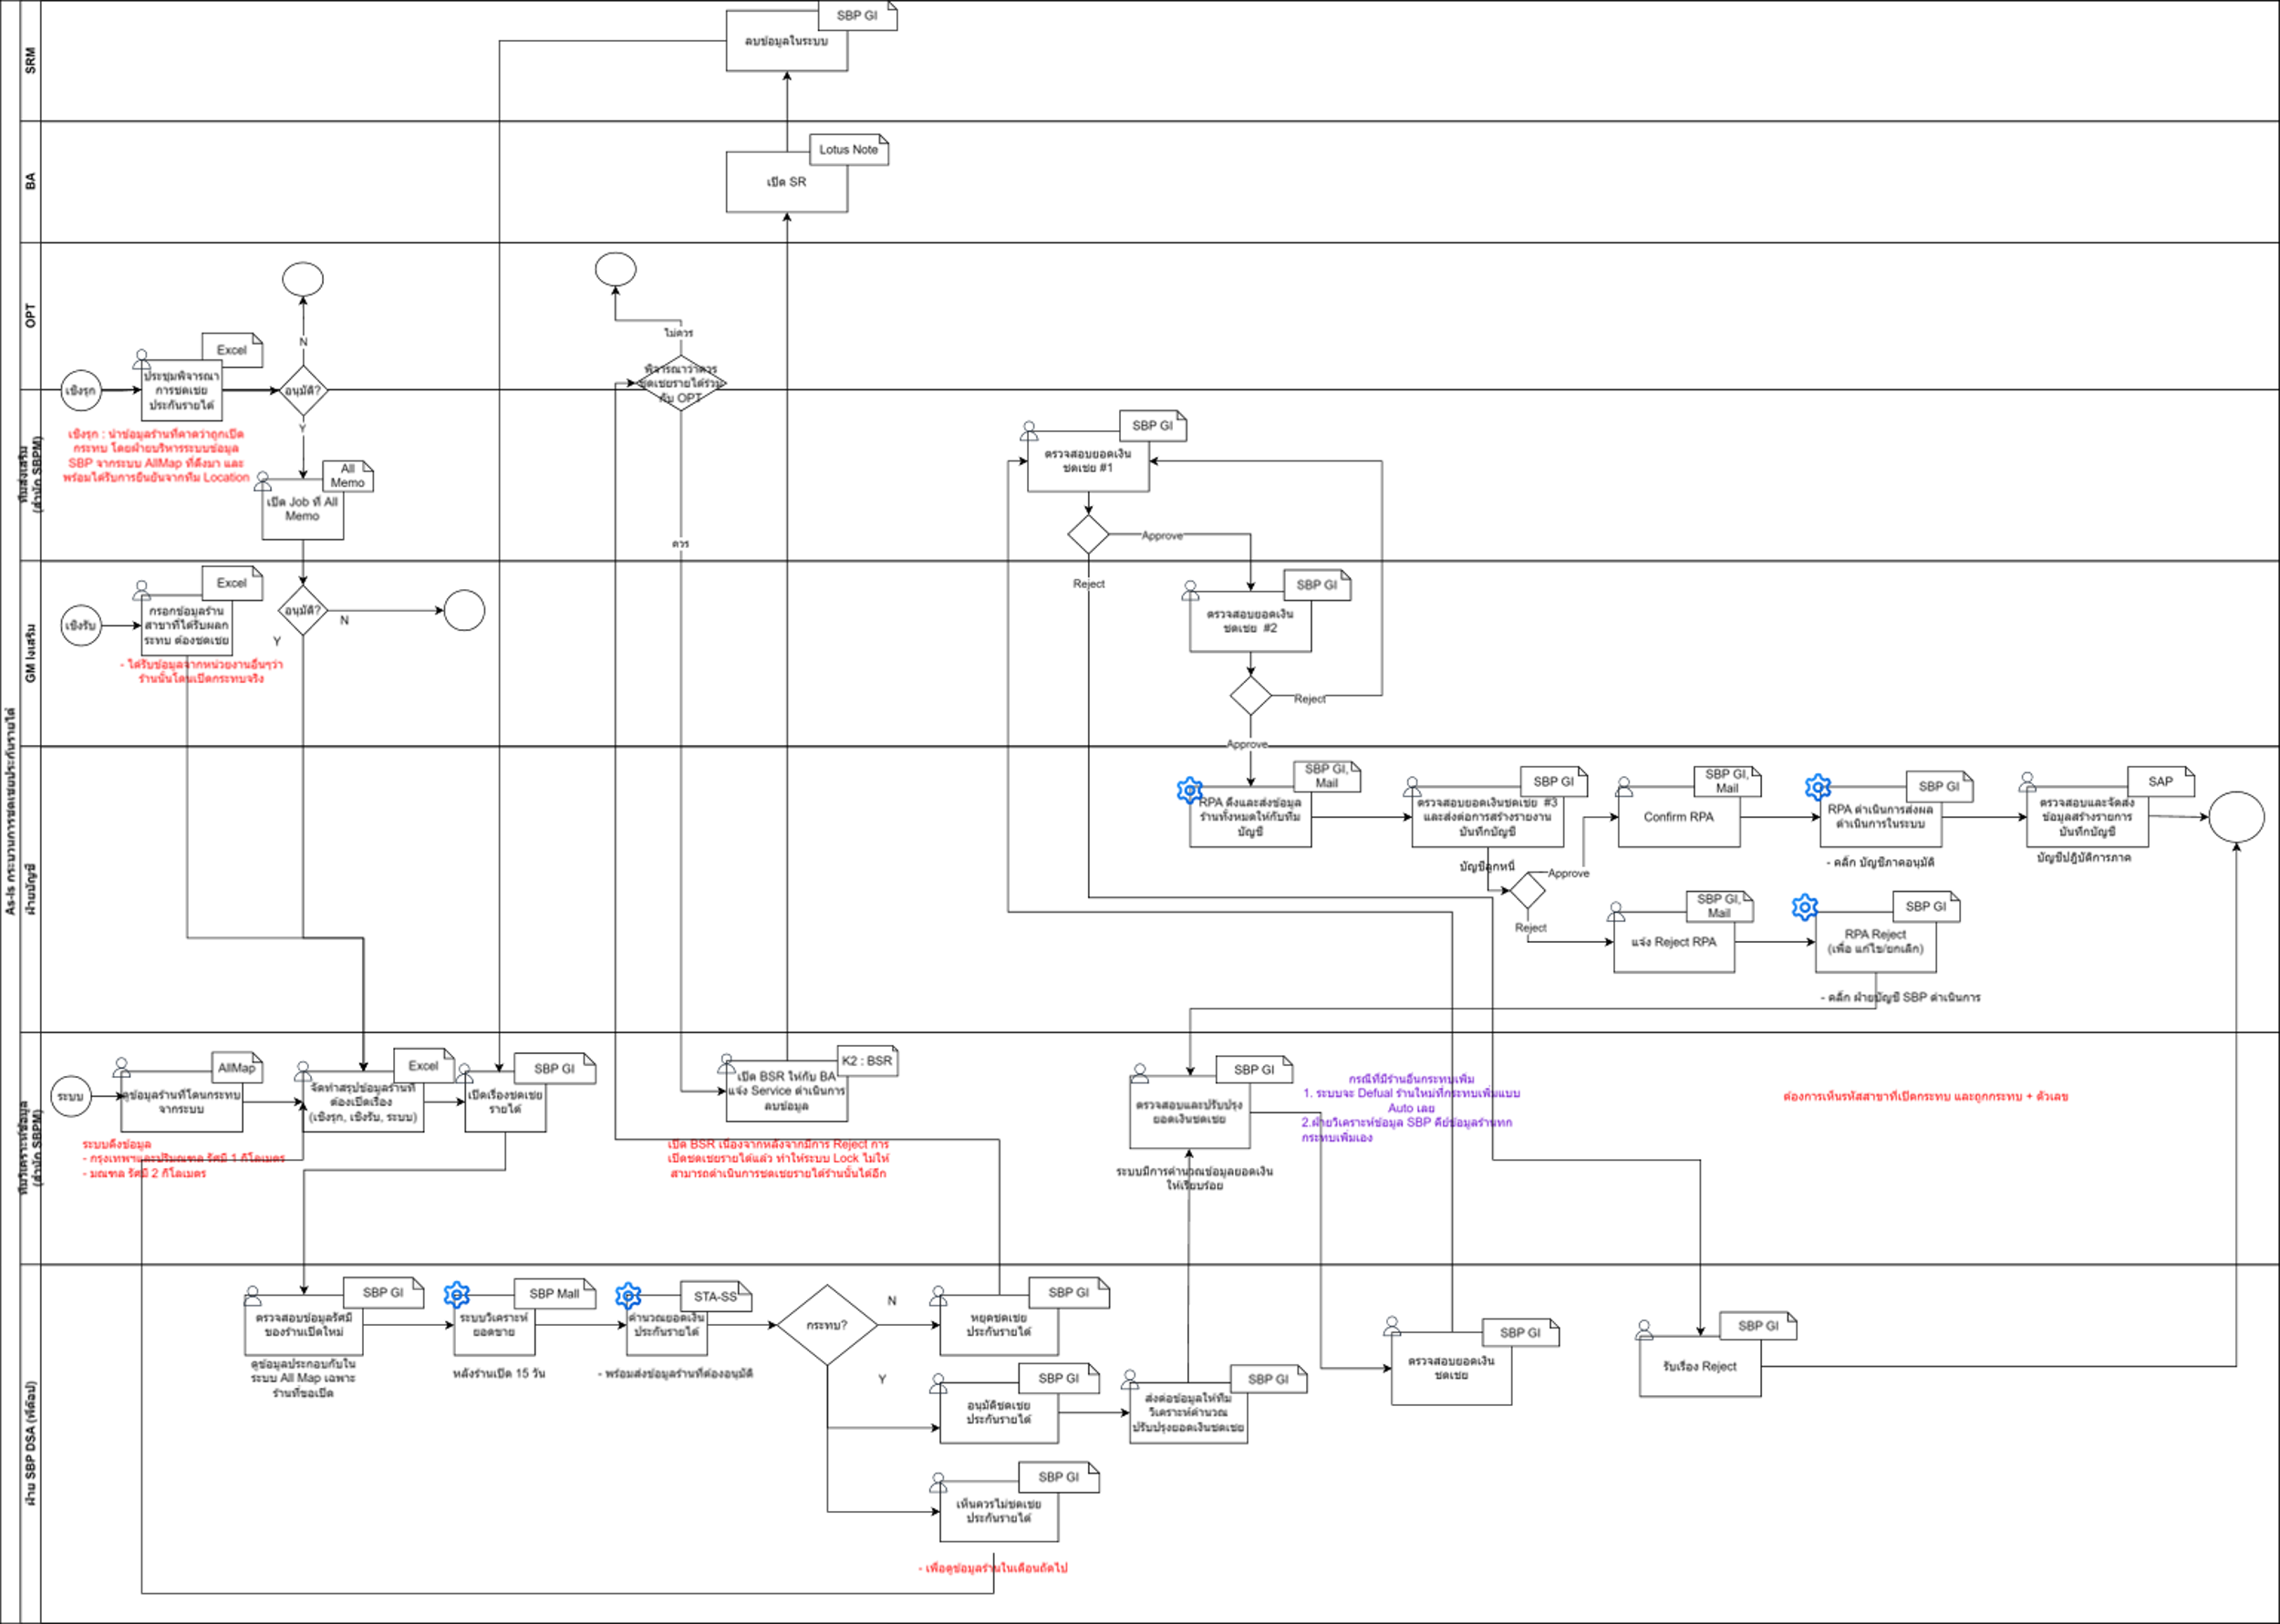 As-Is กระบวนการชดเชยประกันรายได้
SRM
SBP GI
ลบข้อมูลในระบบ
BA
Lotus Note
เปิด SR
OPT
Excel
N
ไม่ควร
เชิงรุก
ประชุมพิจารณา
การชดเชย
ประกันรายได้
อนุมัติ?
พิจารณาว่าควร
ชดเชยรายได้ร่วม
กับ OPT
ทีมส่งเสริม
(สำนัก SBPM)
เชิงรุก : นำข้อมูลร้านที่คาดว่าถูกเปิด
กระทบ โดยฝ่ายบริหารระบบข้อมูล
SBP จากระบบ AllMap ที่ดึงมา และ
พร้อมได้รับการยืนยันจากทีม Location
Y
All
Memo
เปิด Job ที่ All
Memo
ควร
SBP GI
ตรวจสอบยอดเงิน
ชดเชย #1
Approve
Reject
Excel
เชิงรับ
กรอกข้อมูลร้าน
สาขาที่ได้รับผลก
ระทบ ต้องชดเชย
อนุมัติ?
N
Y
- ได้รับข้อมูลจากหน่วยงานอื่นๆว่า
ร้านนั้นโดนเปิดกระทบจริง
SBP GI
ตรวจสอบยอดเงิน
ชดเชย #2
Reject
Approve
ฝ่ายบัญชี
SBP GI,
Mail
RPA ดึงและส่งข้อมูล
ร้านทั้งหมดให้กับทีม
บัญชี
SBP GI
ตรวจสอบยอดเงินชดเชย #3
และส่งต่อการสร้างรายงาน
บันทึกบัญชี
บัญชีลูกหนี้
SBP GI,
Mail
Confirm RPA
SBP GI
RPA ดำเนินการส่งผล
ดำเนินการในระบบ
- คลิ๊ก บัญชีภาคอนุมัติ
SAP
ตรวจสอบและจัดส่ง
ข้อมูลสร้างรายการ
บันทึกบัญชี
บัญชีปฏิบัติการภาค
Approve
Reject
SBP GI,
Mail
แจ้ง Reject RPA
SBP GI
RPA Reject
(เพื่อ แก้ไข/ยกเลิก)
- คลิ๊ก ฝ่ายบัญชี SBP ดำเนินการ
ทีมวิเคราะห์ข้อมูล
(สำนัก SBPM)
ระบบ
AllMap
ดูข้อมูลร้านที่โดนกระทบ
จากระบบ
ระบบดึงข้อมูล
- กรุงเทพฯและปริมณฑล รัศมี 1 กิโลเมตร
- มณฑล รัศมี 2 กิโลเมตร
Excel
จัดทำสรุปข้อมูลร้านที่
ต้องเปิดเรื่อง
(เชิงรุก, เชิงรับ, ระบบ)
SBP GI
เปิดเรื่องชดเชย
รายได้
K2 : BSR
เปิด BSR ให้กับ BA
แจ้ง Service ดำเนินการ
ลบข้อมูล
เปิด BSR เนื่องจากหลังจากมีการ Reject การ
เปิดชดเชยรายได้แล้ว ทำให้ระบบ Lock ไม่ให้
สามารถดำเนินการชดเชยรายได้ร้านนั้นได้อีก
SBP GI
ตรวจสอบและปรับปรุง
ยอดเงินชดเชย
ระบบมีการคำนวณข้อมูลยอดเงิน
ให้เรียบร้อย
กรณีที่มีร้านอื่นกระทบเพิ่ม
1. ระบบจะ Defual ร้านใหม่ที่กระทบเพิ่มแบบ
Auto เลย
2.ฝ่ายวิเคราะห์ข้อมูล SBP คีย์ข้อมูลร้านทก
กระทบเพิ่มเอง
ต้องการเห็นรหัสสาขาที่เปิดกระทบ และถูกกระทบ + ตัวเลข
SBP GI
ตรวจสอบข้อมูลรัศมี
ของร้านเปิดใหม่
ดูข้อมูลประกอบกับใน
ระบบ All Map เฉพาะ
ร้านที่ขอเปิด
SBP Mall
ระบบวิเคราะห์
ยอดขาย
หลังร้านเปิด 15 วัน
STA-SS
คำนวณยอดเงิน
ประกันรายได้
- พร้อมส่งข้อมูลร้านที่ต้องอนุมัติ
กระทบ?
N
Y
SBP GI
หยุดชดเชย
ประกันรายได้
SBP GI
อนุมัติชดเชย
ประกันรายได้
SBP GI
ส่งต่อข้อมูลให้ทีม
วิเคราะห์คำนวณ
ปรับปรุงยอดเงินชดเชย
SBP GI
เห็นควรไม่ชดเชย
ประกันรายได้
- เพื่อดูข้อมูลร้านในเดือนถัดไป
SBP GI
ตรวจสอบยอดเงิน
ชดเชย
SBP GI
รับเรื่อง Reject